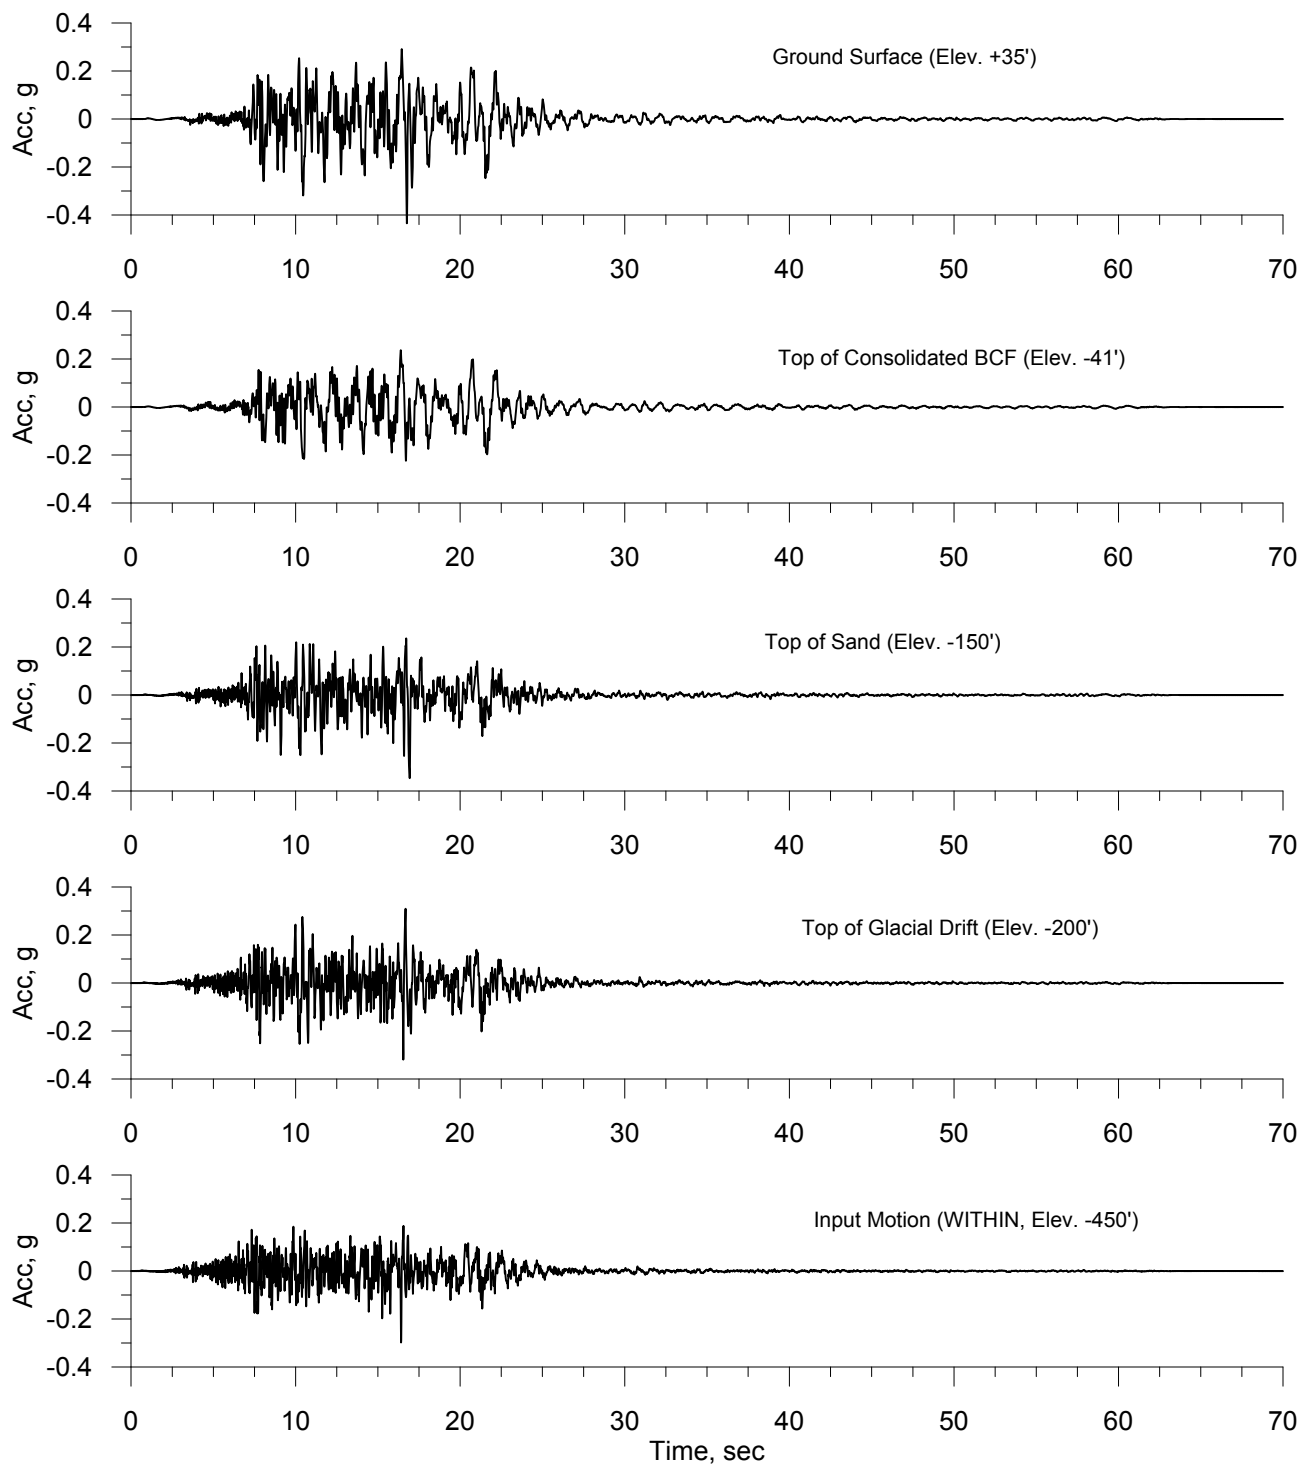 0.4
Ground Surface (Elev. +35')
0.2
Acc, g
0
-0.2
-0.4
0 10 20 30 40 50 60 70
0.4
Top of Consolidated BCF (Elev. -41')
0.2
Acc, g
0
-0.2
-0.4
0 10 20 30 40 50 60 70
0.4
Top of Sand (Elev. -150')
0.2
Acc, g
0
-0.2
-0.4
0 10 20 30 40 50 60 70
0.4
Top of Glacial Drift (Elev. -200')
0.2
Acc, g
0
-0.2
-0.4
0 10 20 30 40 50 60 70
0.4
Input Motion (WITHIN, Elev. -450')
0.2
Acc, g
0
-0.2
-0.4
0 10 20 30 40 50 60 70
Time, sec